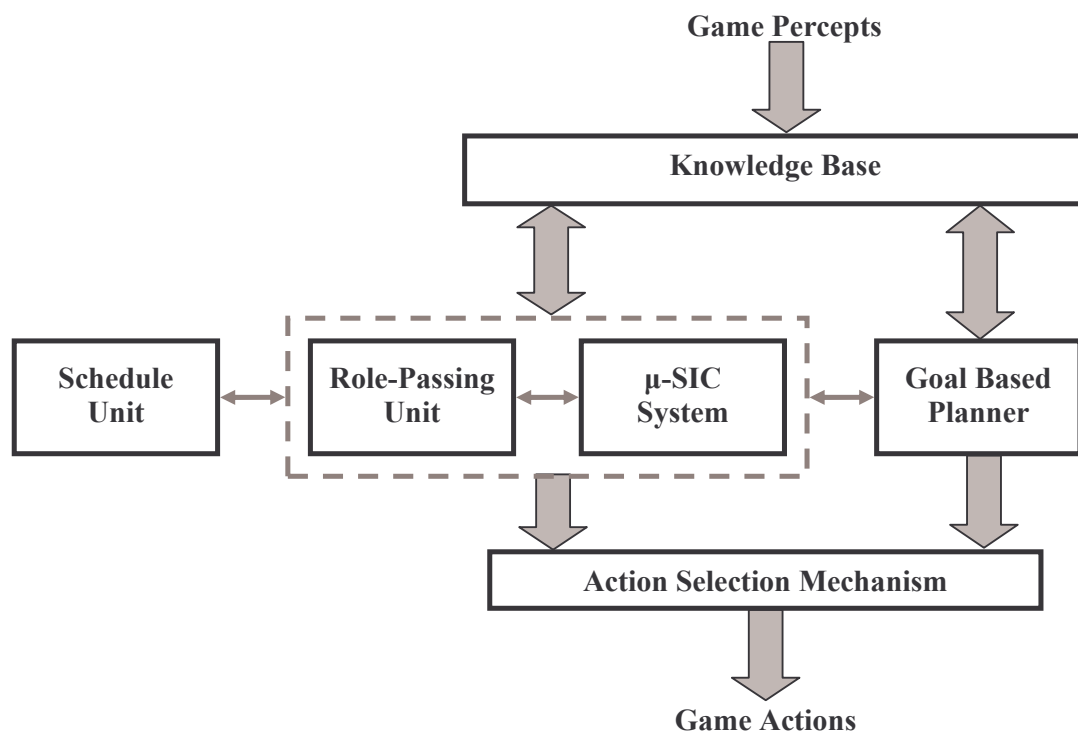 Game Percepts
Knowledge Base
Schedule
Unit
Role-Passing
Unit
µ-SIC
System
Goal Based
Planner
Action Selection Mechanism
Game Actions